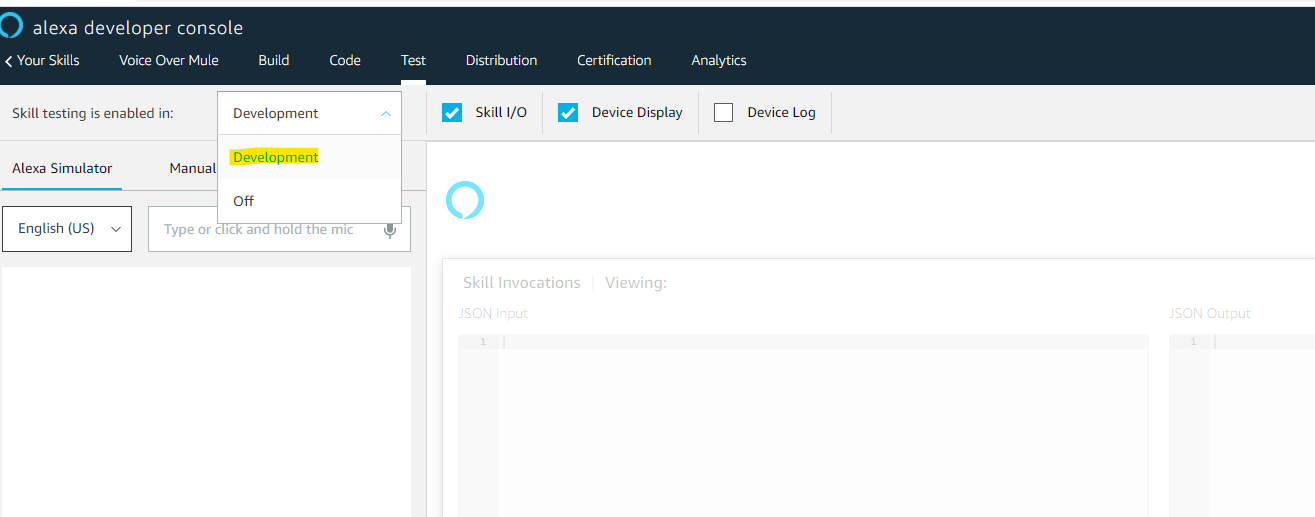 alexa developer console
Your Skills Voice Over Mule Build Code Test Distribution Certification Analytics
Skill testing is enabled in: Development Skill I/O Device Display Device Log
Development
Off
Alexa Simulator Manual
English (US) Type or click and hold the mic
Skill Invocations | Viewing:
JSON Input JSON Output
1 1